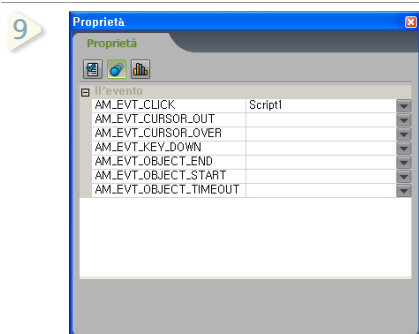 9
Proprietà
Proprietà
Il'evento
AM_EVT_CLICK Script1
AM_EVT_CURSOR_OUT
AM_EVT_CURSOR_OVER
AM_EVT_KEY_DOWN
AM_EVT_OBJECT_END
AM_EVT_OBJECT_START
AM_EVT_OBJECT_TIMEOUT